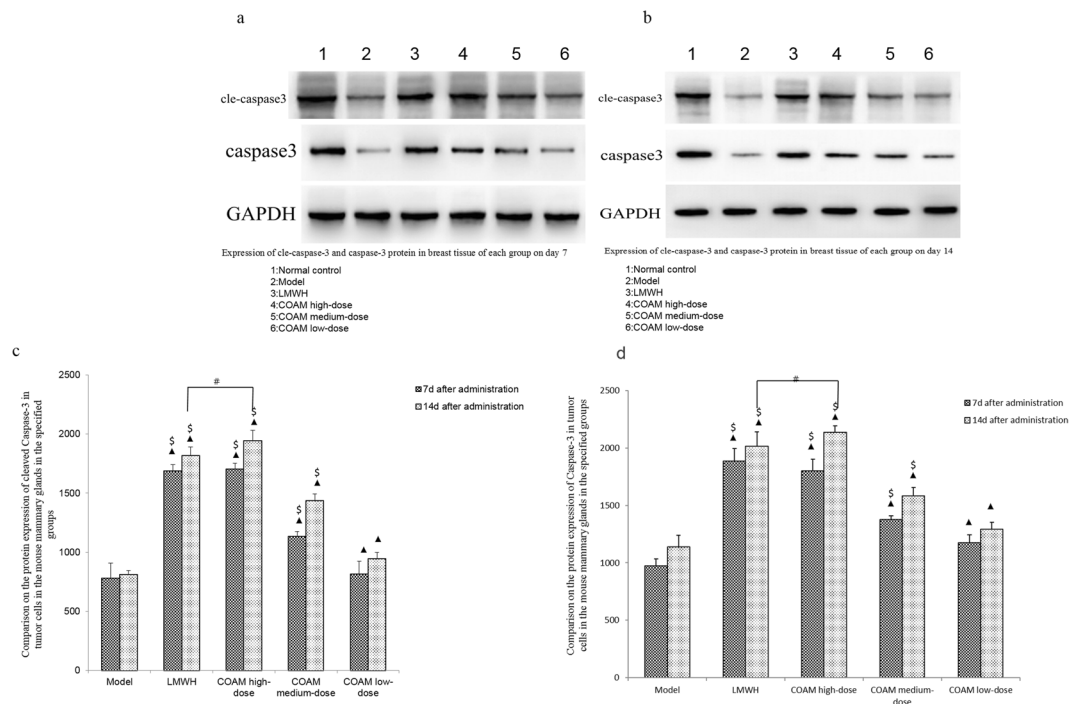 a
1 2 3 4 5 6
cle-caspase3
caspase3
GAPDH
Expression of cle-caspase-3 and caspase-3 protein in breast tissue of each group on day 7
1:Normal control
2:Model
3:LMWH
4:COAM high-dose
5:COAM medium-dose
6:COAM low-dose
b
1 2 3 4 5 6
cle-caspase3
caspase3
GAPDH
Expression of cle-caspase-3 and caspase-3 protein in breast tissue of each group on day 14
1:Normal control
2:Model
3:LMWH
4:COAM high-dose
5:COAM medium-dose
6:COAM low-dose
c
Comparison on the protein expression of cleaved Caspase-3 in
tumor cells in the mouse mammary glands in the specified
groups
2500
2000
1500
1000
500
0
#
$ $ $ $ $ $
▲ ▲ ▲ ▲ ▲ ▲ ▲ ▲
7d after administration
14d after administration
Model LMWH COAM high-
dose COAM
medium-dose COAM low-
dose
d
Comparison on the protein expression of Caspase-3 in tumor
cells in the mouse mammary glands in the specified groups
2500
2000
1500
1000
500
0
#
$ $ $ $ $ $
▲ ▲ ▲ ▲ ▲ ▲ ▲ ▲
7d after administration
14d after administration
Model LMWH COAM high-dose COAM medium-
dose COAM low-dose